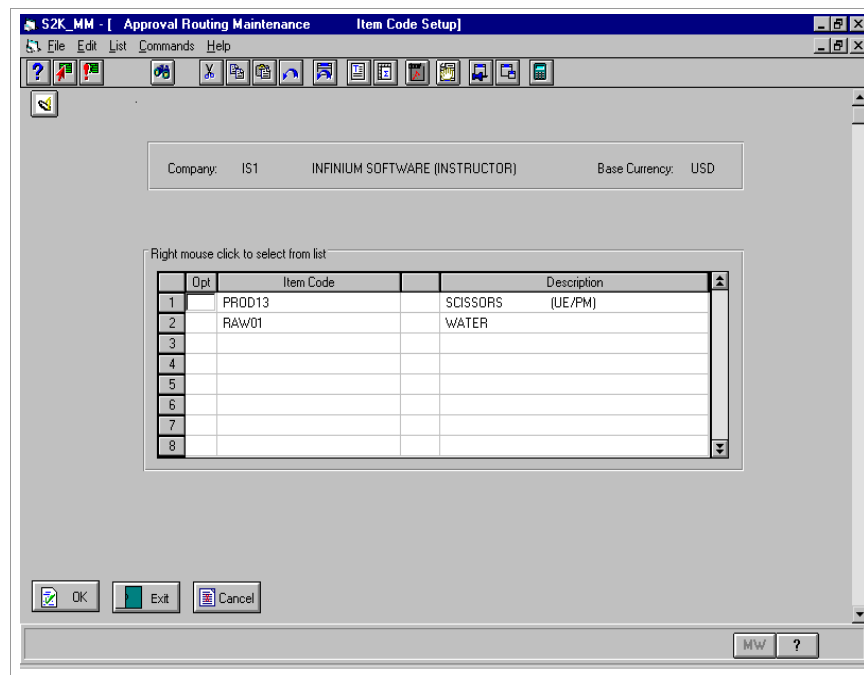 S2K_MM - [ Approval Routing Maintenance Item Code Setup]
File Edit List Commands Help
Company: IS1 INFINIUM SOFTWARE (INSTRUCTOR) Base Currency: USD
Right mouse click to select from list
Opt Item Code Description
1 PROD13 SCISSORS (UE/PM)
2 RAW01 WATER
3
4
5
6
7
8
OK Exit Cancel
MW ?